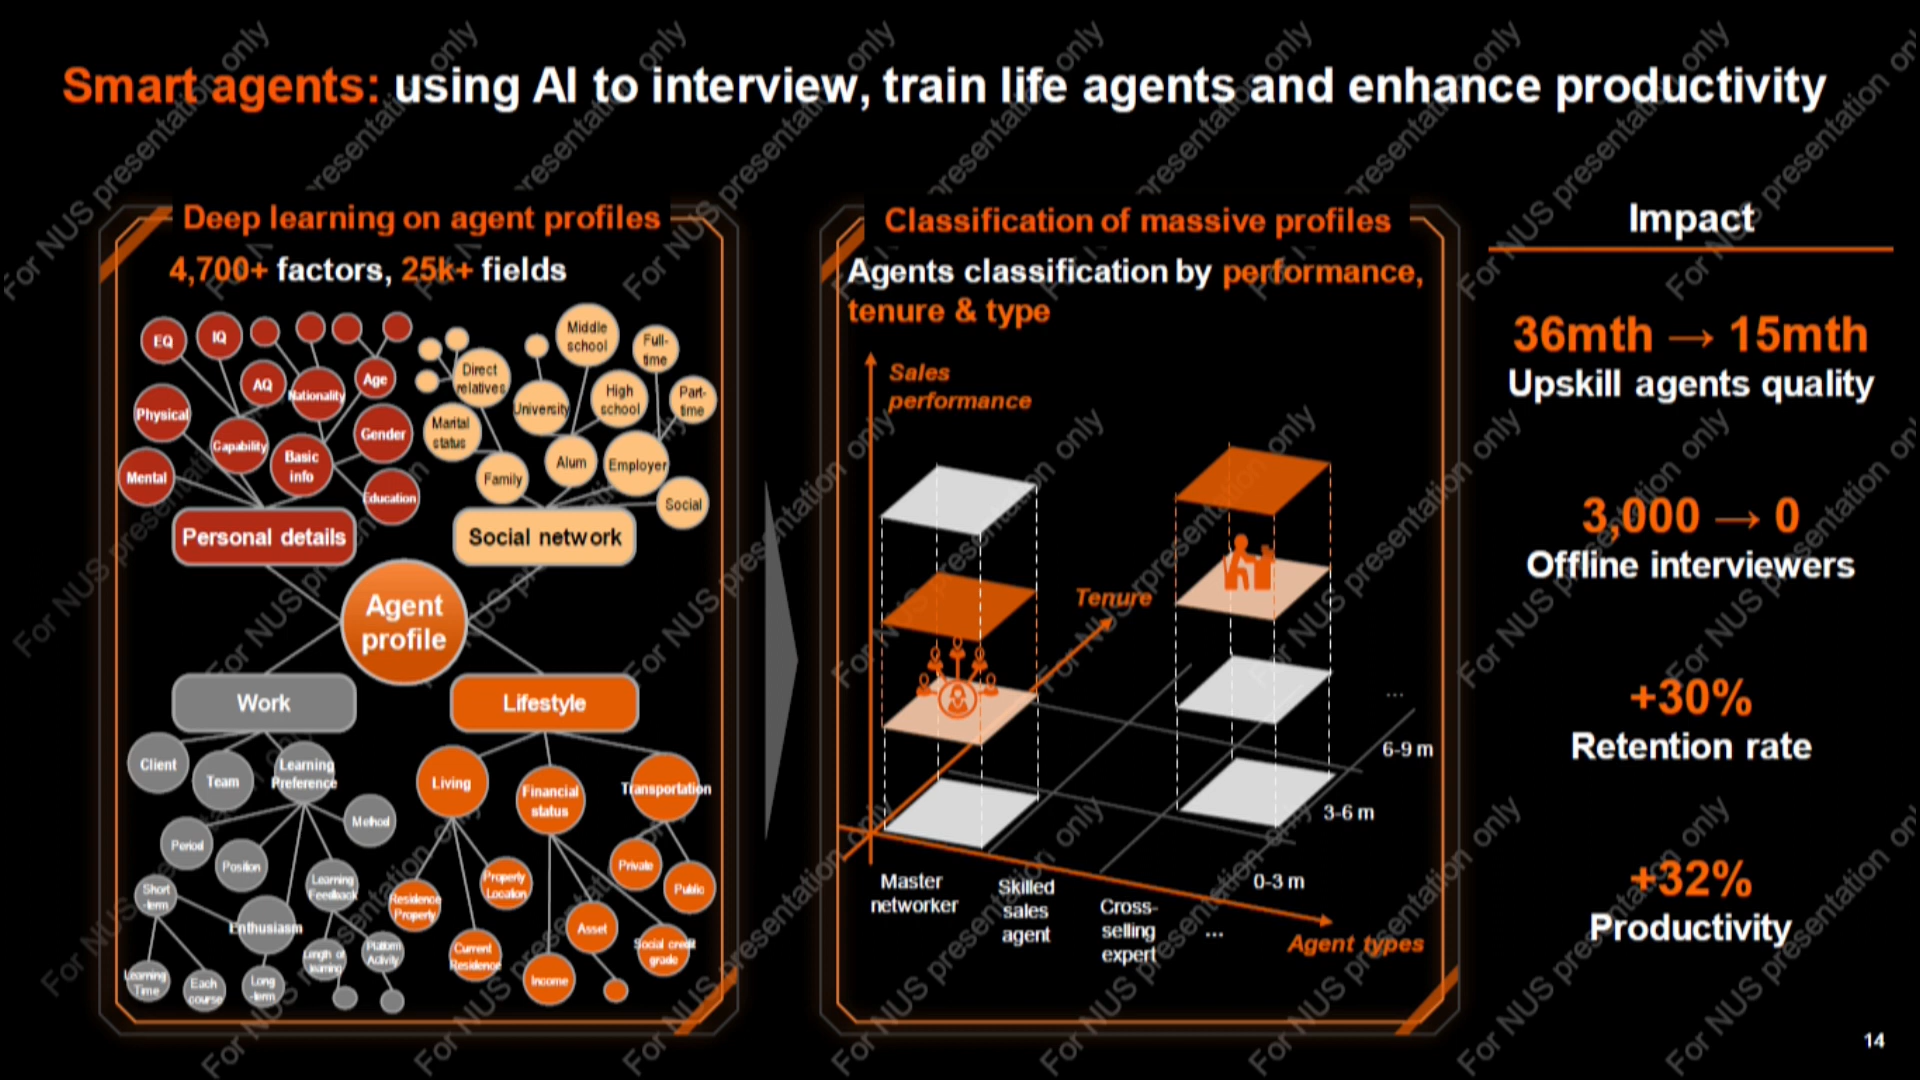 Smart agents: using AI to interview, train life agents and enhance productivity
Deep learning on agent profiles
4,700+ factors, 25k+ fields
EQ
IQ
AQ
Nationality
Age
Physical
Capability
Basic
info
Gender
Mental
Education
Personal details
Direct
relatives
Middle
school
Full-
time
University
High
school
Part-
time
Marital
status
Family
Alum
Employer
Social
Social network
Agent
profile
Work
Lifestyle
Client
Team
Learning
Preference
Method
Period
Position
Short
-term
Learning
Feedback
Enthusiasm
Length of
learning
Platform
Activity
Learning
Time
Each
course
Long
-term
Living
Financial
status
Transportation
Residence
Property
Property
Location
Private
Public
Current
Residence
Asset
Social credit
grade
Income
Classification of massive profiles
Agents classification by performance,
tenure & type
Sales
performance
Tenure
...
6-9 m
3-6 m
0-3 m
Master
networker
Skilled
sales
agent
Cross-
selling
expert
...
Agent types
Impact
36mth → 15mth
Upskill agents quality
3,000 → 0
Offline interviewers
+30%
Retention rate
+32%
Productivity
14
For NUS presentation only